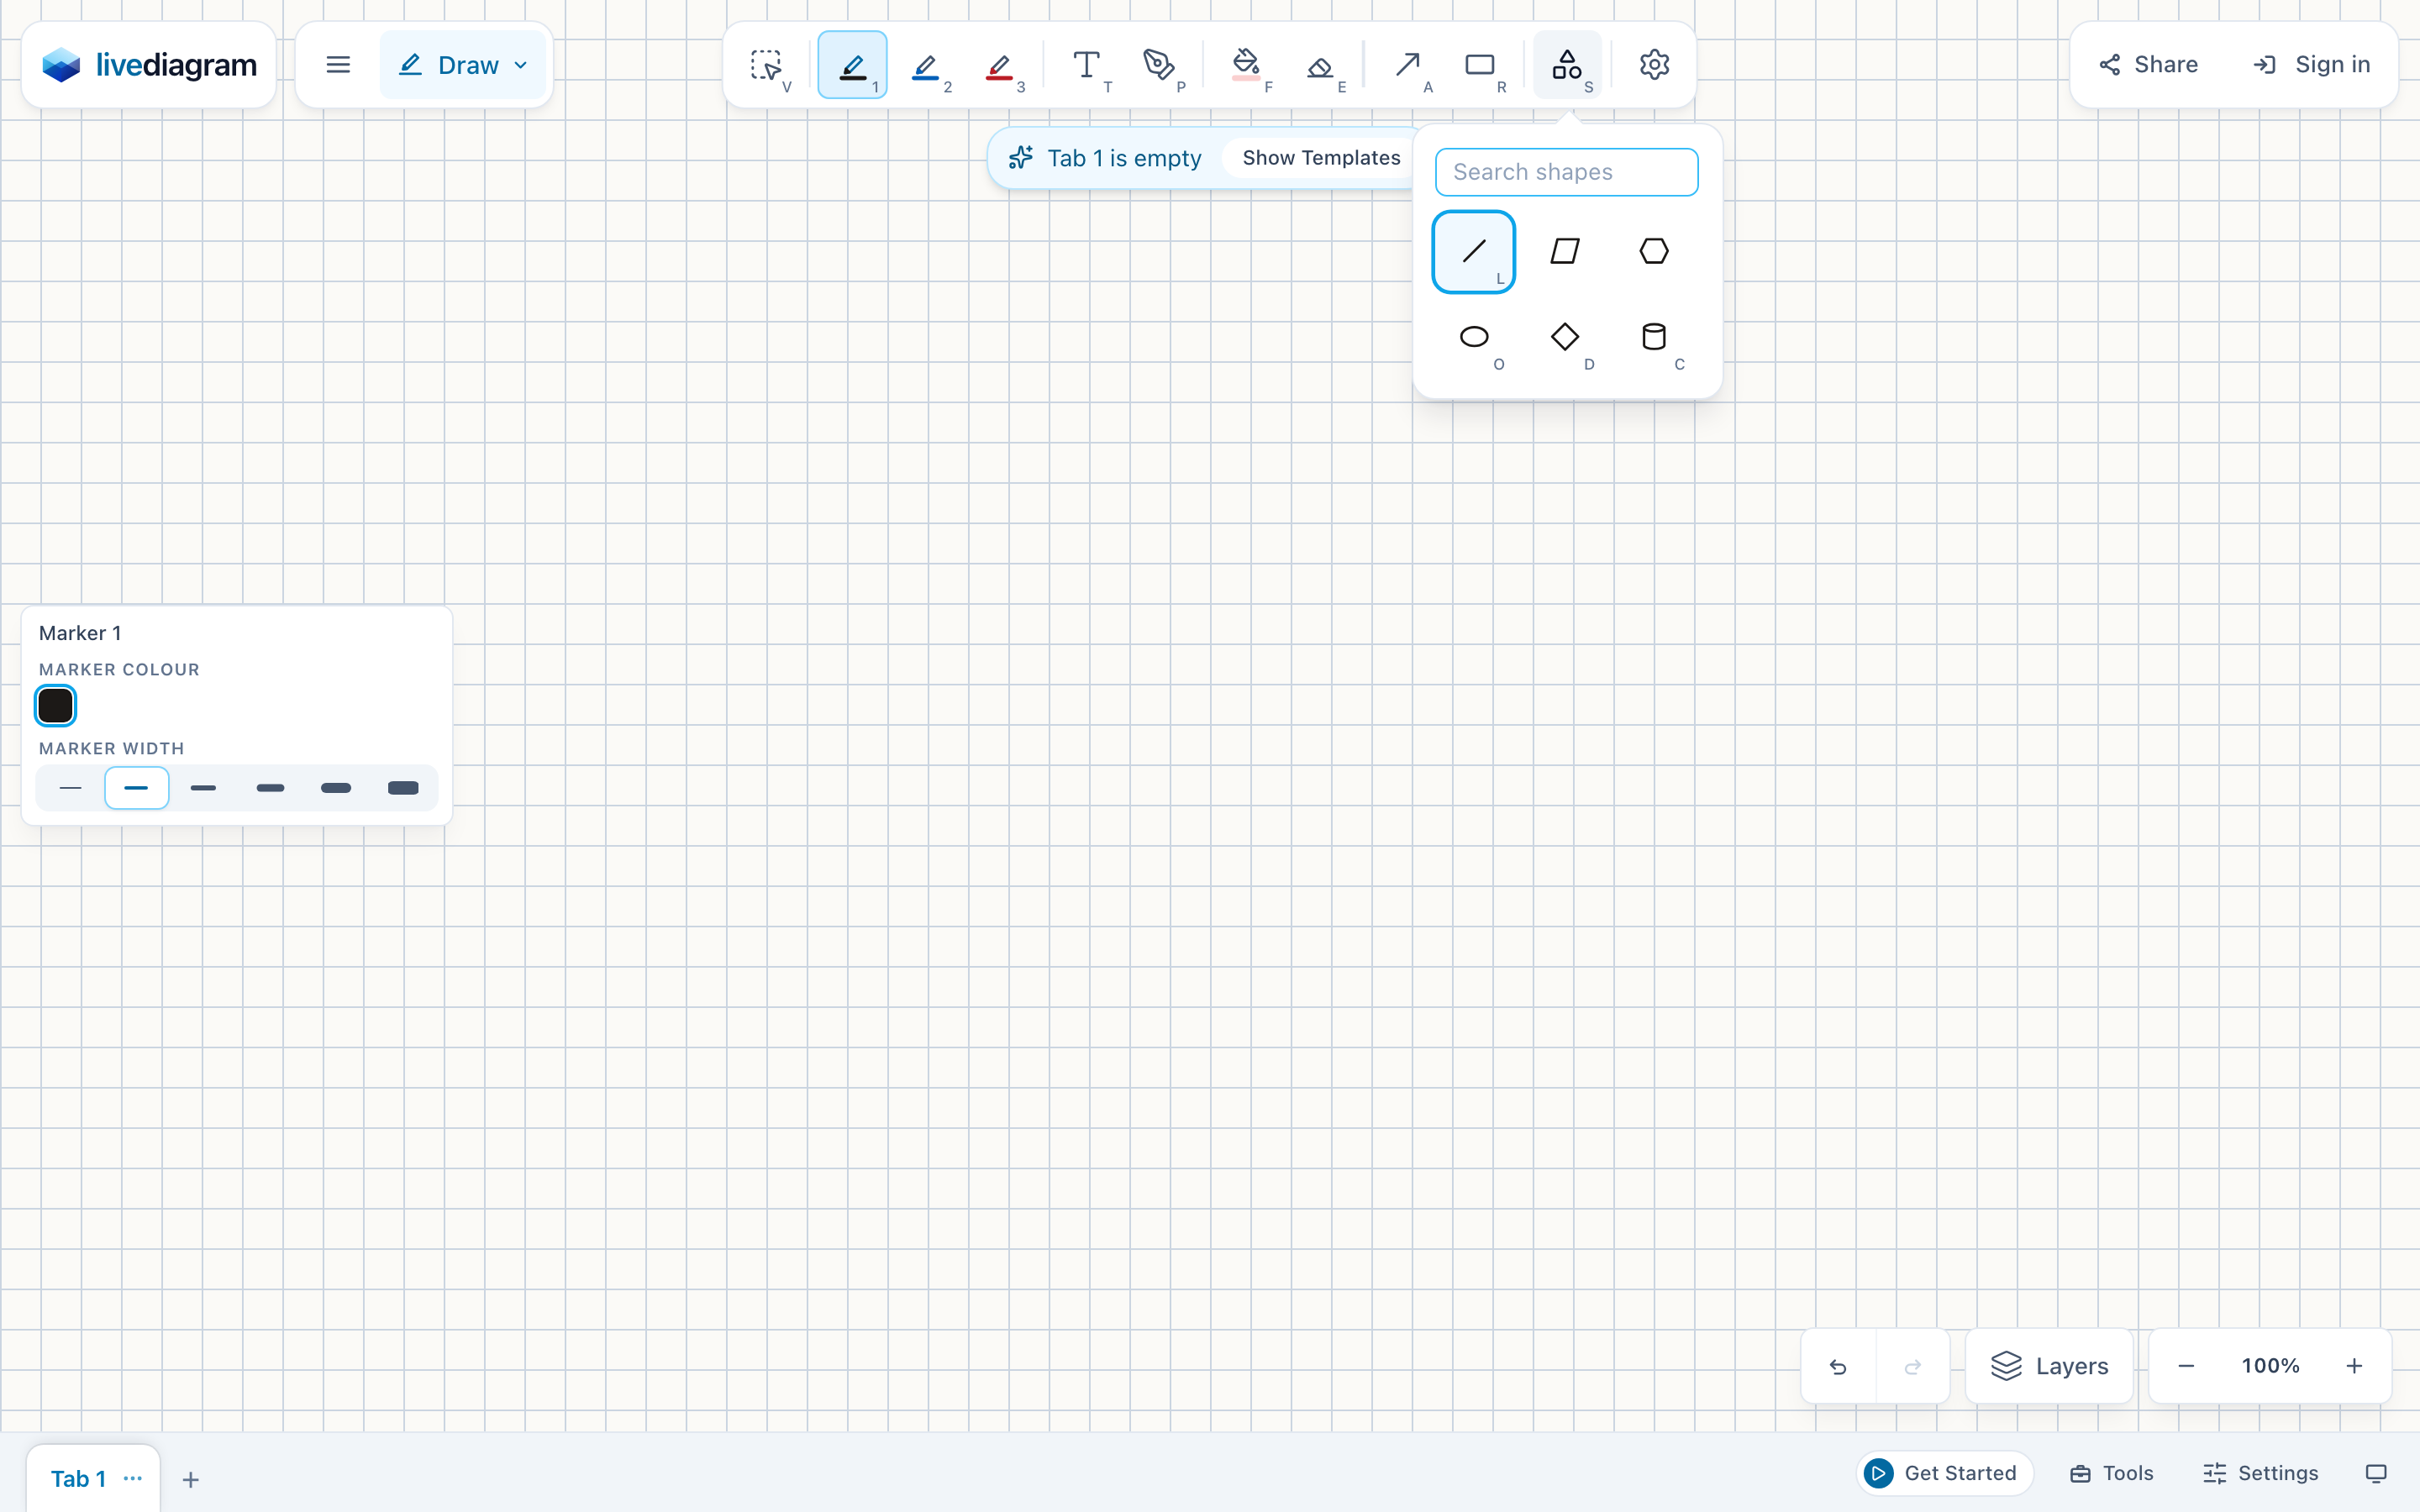 livediagram
Draw
V
1
2
3
T
P
F
E
A
R
S
Share
Sign in
Tab 1 is empty
Show Templates
Search shapes
L
O
D
C
Marker 1
MARKER COLOUR
MARKER WIDTH
Layers
100%
Tab 1
Get Started
Tools
Settings